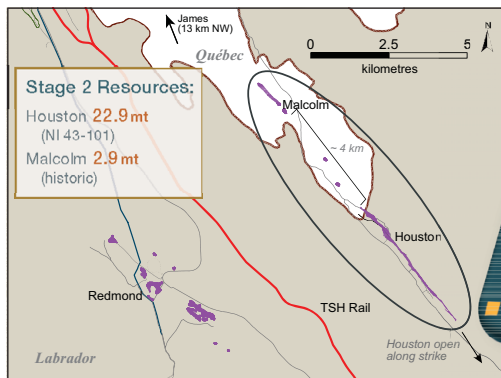 James
(13 km NW)
Québec
0 2.5 5
kilometres
N
Stage 2 Resources:
Houston 22.9 mt
(NI 43-101)
Malcolm 2.9 mt
(historic)
Malcolm
~ 4 km
Houston
Redmond
TSH Rail
Houston open
along strike
Labrador